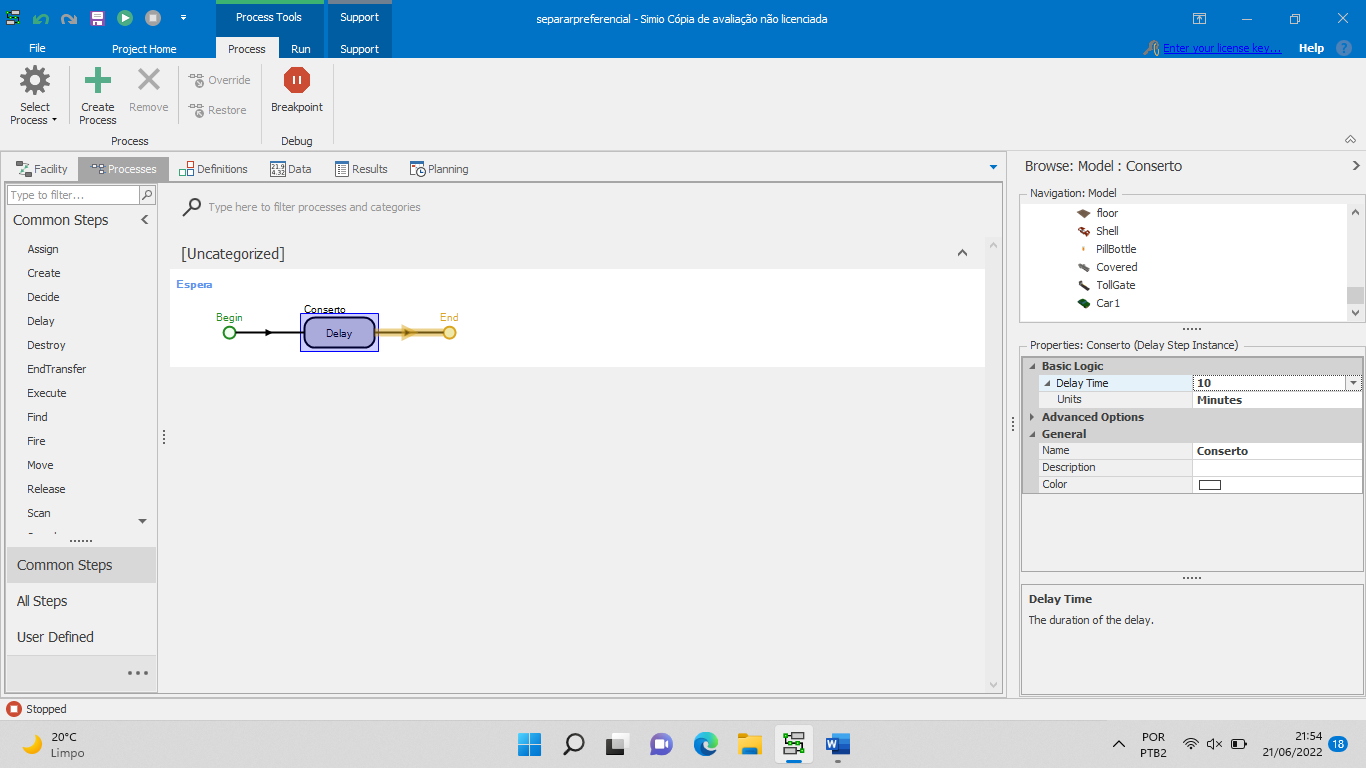 Process Tools
Support
separarpreferencial - Simio Cópia de avaliação não licenciada
File
Project Home
Process
Run
Support
Enter your license key...
Help
?
Select Process
Create Process
Remove
Override
Restore
Breakpoint
Process
Debug
Facility
Processes
Definitions
Data
Results
Planning
Type to filter...
Common Steps
Assign
Create
Decide
Delay
Destroy
EndTransfer
Execute
Find
Fire
Move
Release
Scan
Common Steps
All Steps
User Defined
Type here to filter processes and categories
[Uncategorized]
Espera
Begin
Conserto
Delay
End
Browse: Model : Conserto
Navigation: Model
floor
Shell
PillBottle
Covered
TollGate
Car1
Properties: Conserto (Delay Step Instance)
Basic Logic
Delay Time 10
Units Minutes
Advanced Options
General
Name Conserto
Description
Color
Delay Time
The duration of the delay.
Stopped
20°C
Limpo
POR
PTB2
21:54
21/06/2022
18